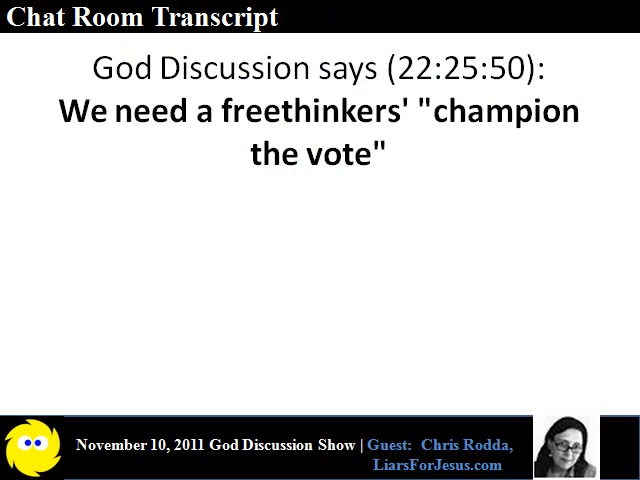 Chat Room Transcript
God Discussion says (22:25:50):
We need a freethinkers' "champion
the vote"
November 10, 2011 God Discussion Show | Guest: Chris Rodda,
LiarsForJesus.com